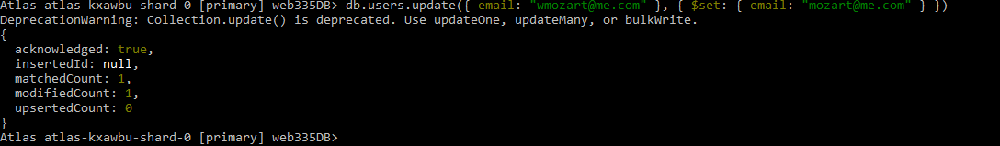 Atlas atlas-kxawbu-shard-0 [primary] web335DB> db.users.update({ email: "wmozart@me.com" }, { $set: { email: "mozart@me.com" } })
DeprecationWarning: Collection.update() is deprecated. Use updateOne, updateMany, or bulkWrite.
{
  acknowledged: true,
  insertedId: null,
  matchedCount: 1,
  modifiedCount: 1,
  upsertedCount: 0
}
Atlas atlas-kxawbu-shard-0 [primary] web335DB>